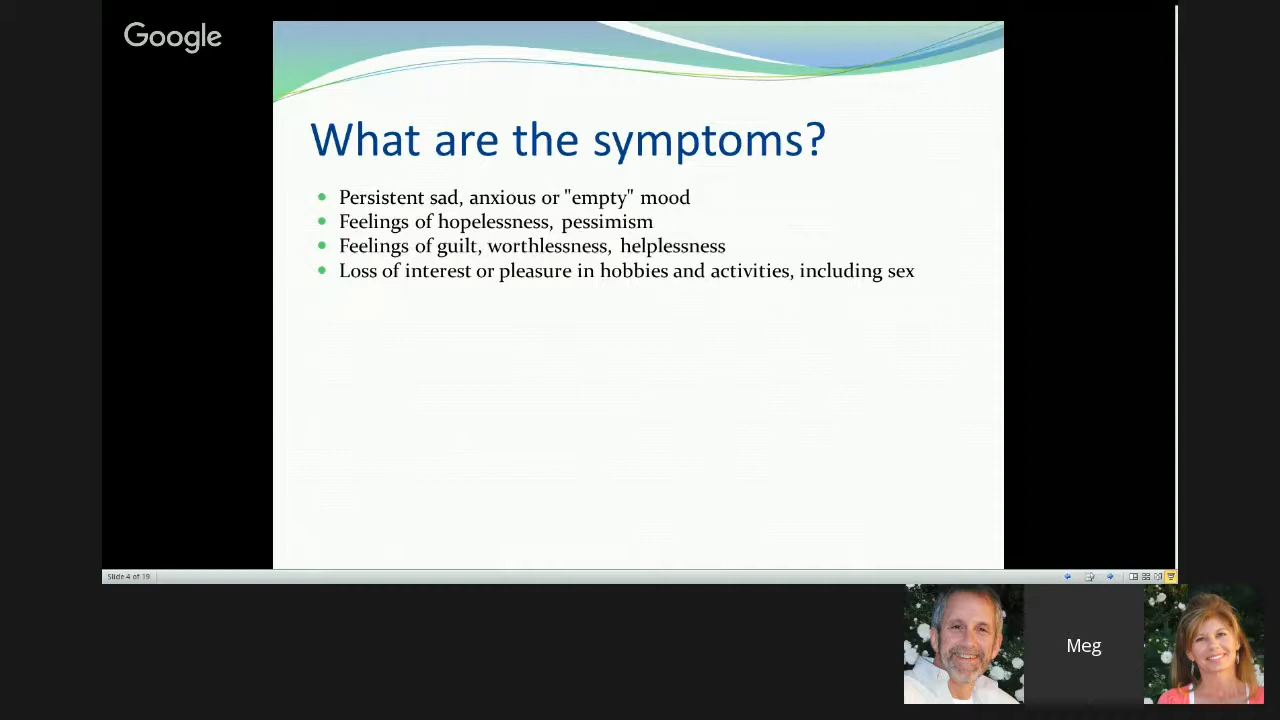 Google
What are the symptoms?
Persistent sad, anxious or "empty" mood
Feelings of hopelessness, pessimism
Feelings of guilt, worthlessness, helplessness
Loss of interest or pleasure in hobbies and activities, including sex
Slide 4 of 19
Meg